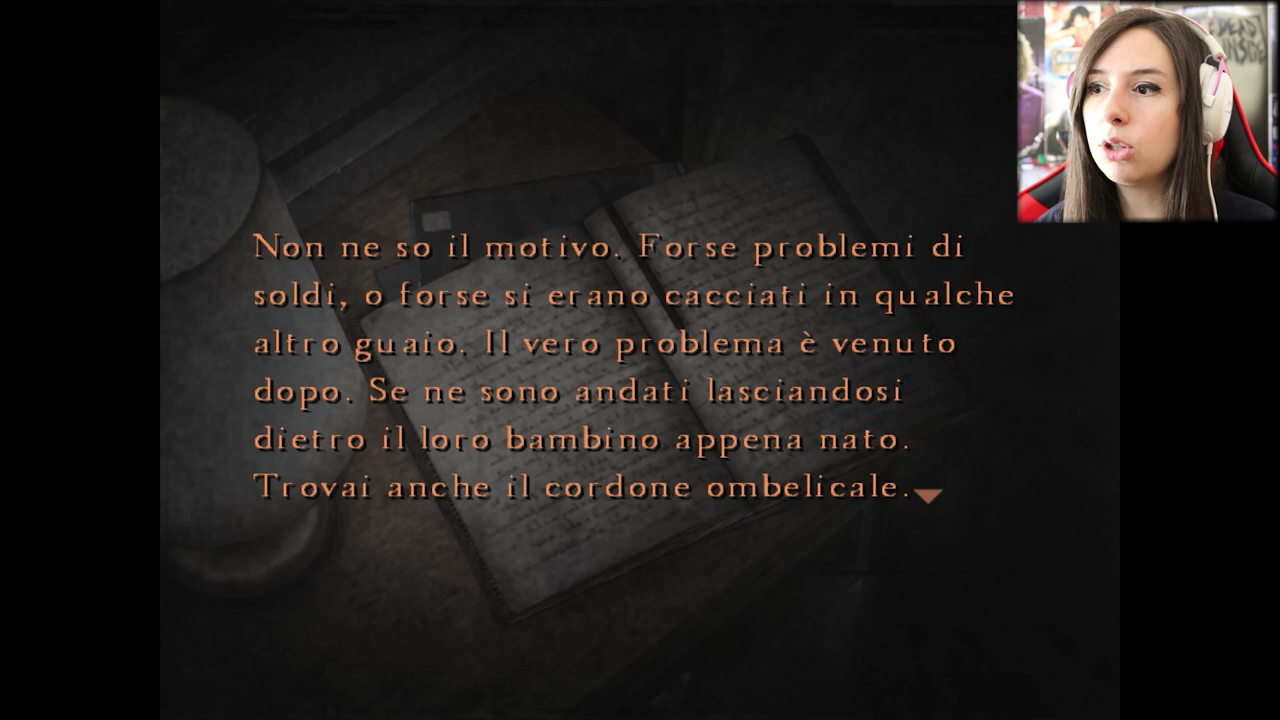 Non ne so il motivo. Forse problemi di
soldi, o forse si erano cacciati in qualche
altro guaio. Il vero problema è venuto
dopo. Se ne sono andati lasciandosi
dietro il loro bambino appena nato.
Trovai anche il cordone ombelicale.